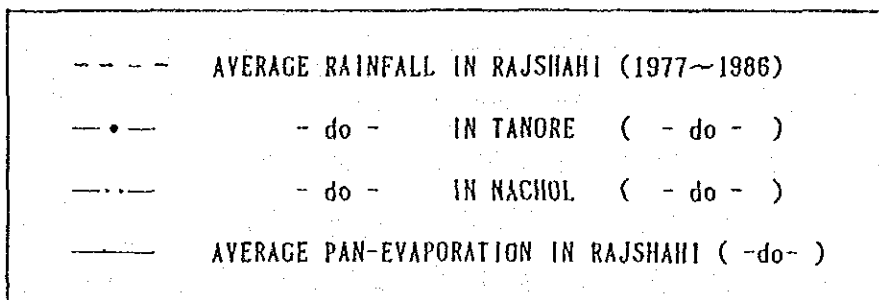 AVERAGE RAINFALL IN RAJSHAHI (1977~1986)
- do - IN TANORE ( - do - )
- do - IN NACHOL ( - do - )
AVERAGE PAN-EVAPORATION IN RAJSHAHI ( -do- )